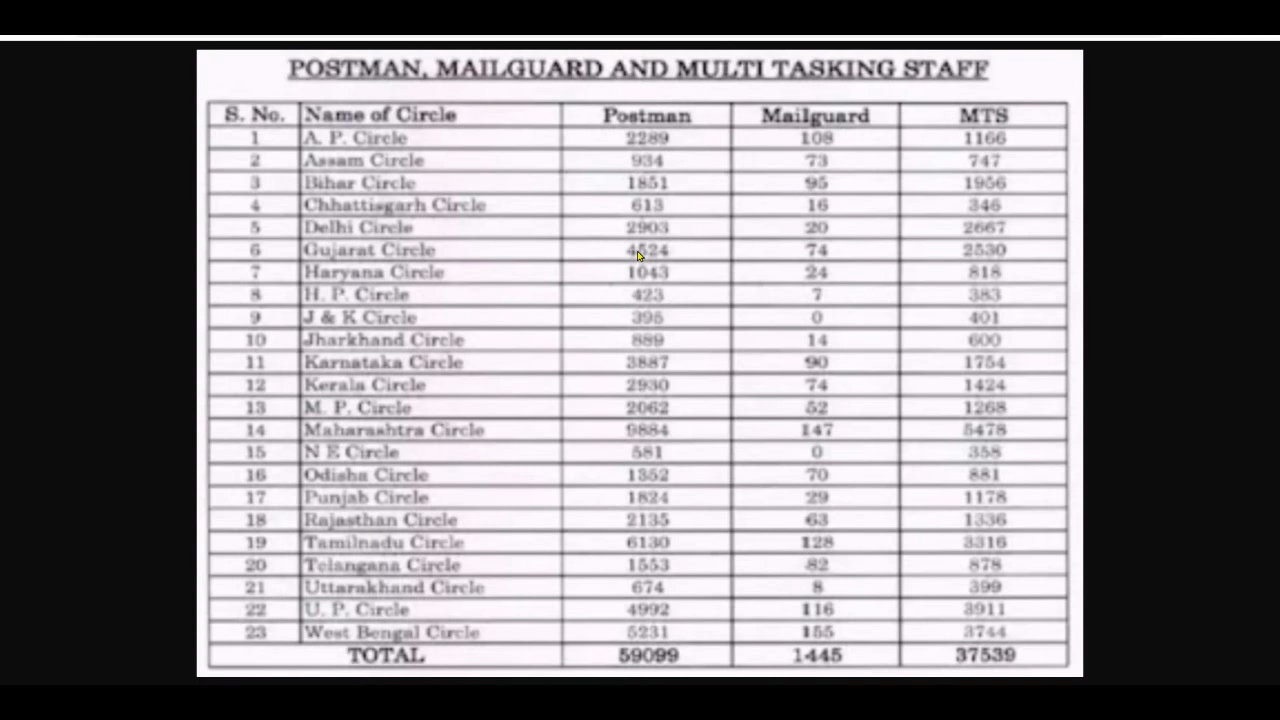 POSTMAN, MAILGUARD AND MULTI TASKING STAFF
S. No. Name of Circle Postman Mailguard MTS
1 A. P. Circle 2289 108 1166
2 Assam Circle 934 73 747
3 Bihar Circle 1851 95 1956
4 Chhattisgarh Circle 613 16 346
5 Delhi Circle 2903 20 2667
6 Gujarat Circle 4524 74 2530
7 Haryana Circle 1043 24 818
8 H. P. Circle 423 7 383
9 J & K Circle 395 0 401
10 Jharkhand Circle 889 14 600
11 Karnataka Circle 3887 90 1754
12 Kerala Circle 2930 74 1424
13 M. P. Circle 2062 52 1268
14 Maharashtra Circle 9884 147 5478
15 N E Circle 581 0 358
16 Odisha Circle 1352 70 881
17 Punjab Circle 1824 29 1178
18 Rajasthan Circle 2135 63 1336
19 Tamilnadu Circle 6130 128 3316
20 Telangana Circle 1553 82 878
21 Uttarakhand Circle 674 8 399
22 U. P. Circle 4992 116 3911
23 West Bengal Circle 5231 155 3744
TOTAL 59099 1445 37539